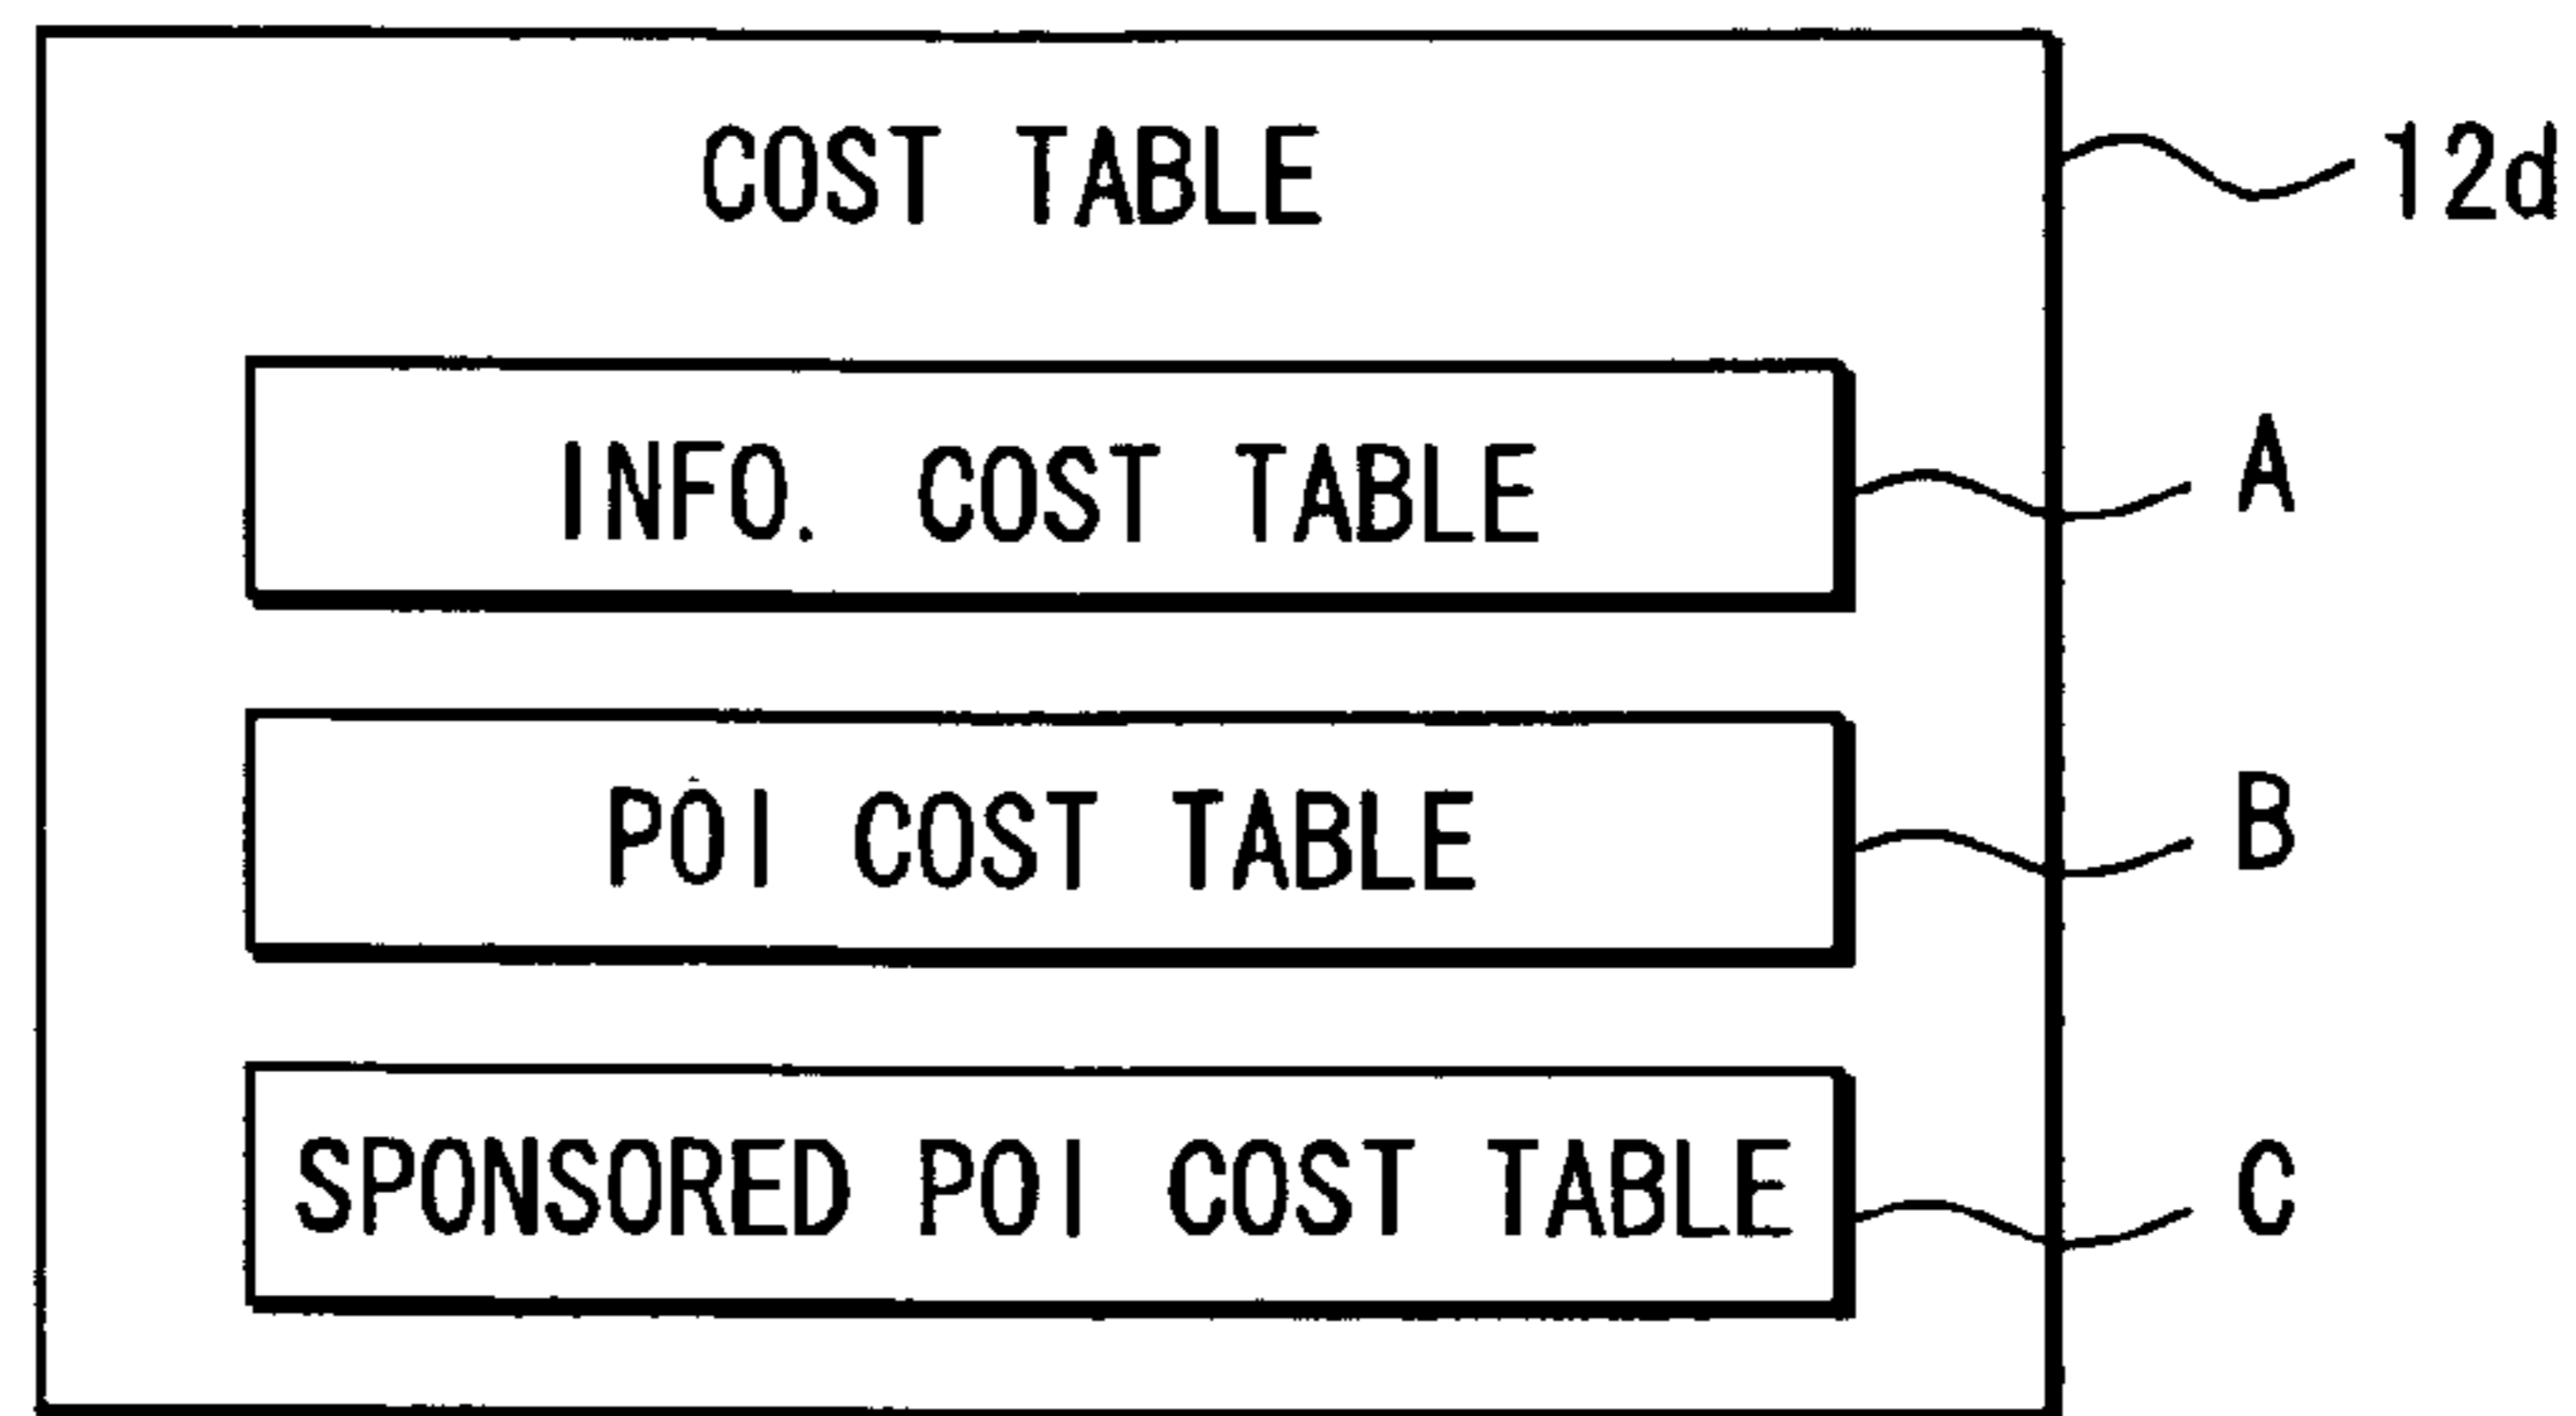 COST TABLE 12d
INFO. COST TABLE A
POI COST TABLE B
SPONSORED POI COST TABLE C